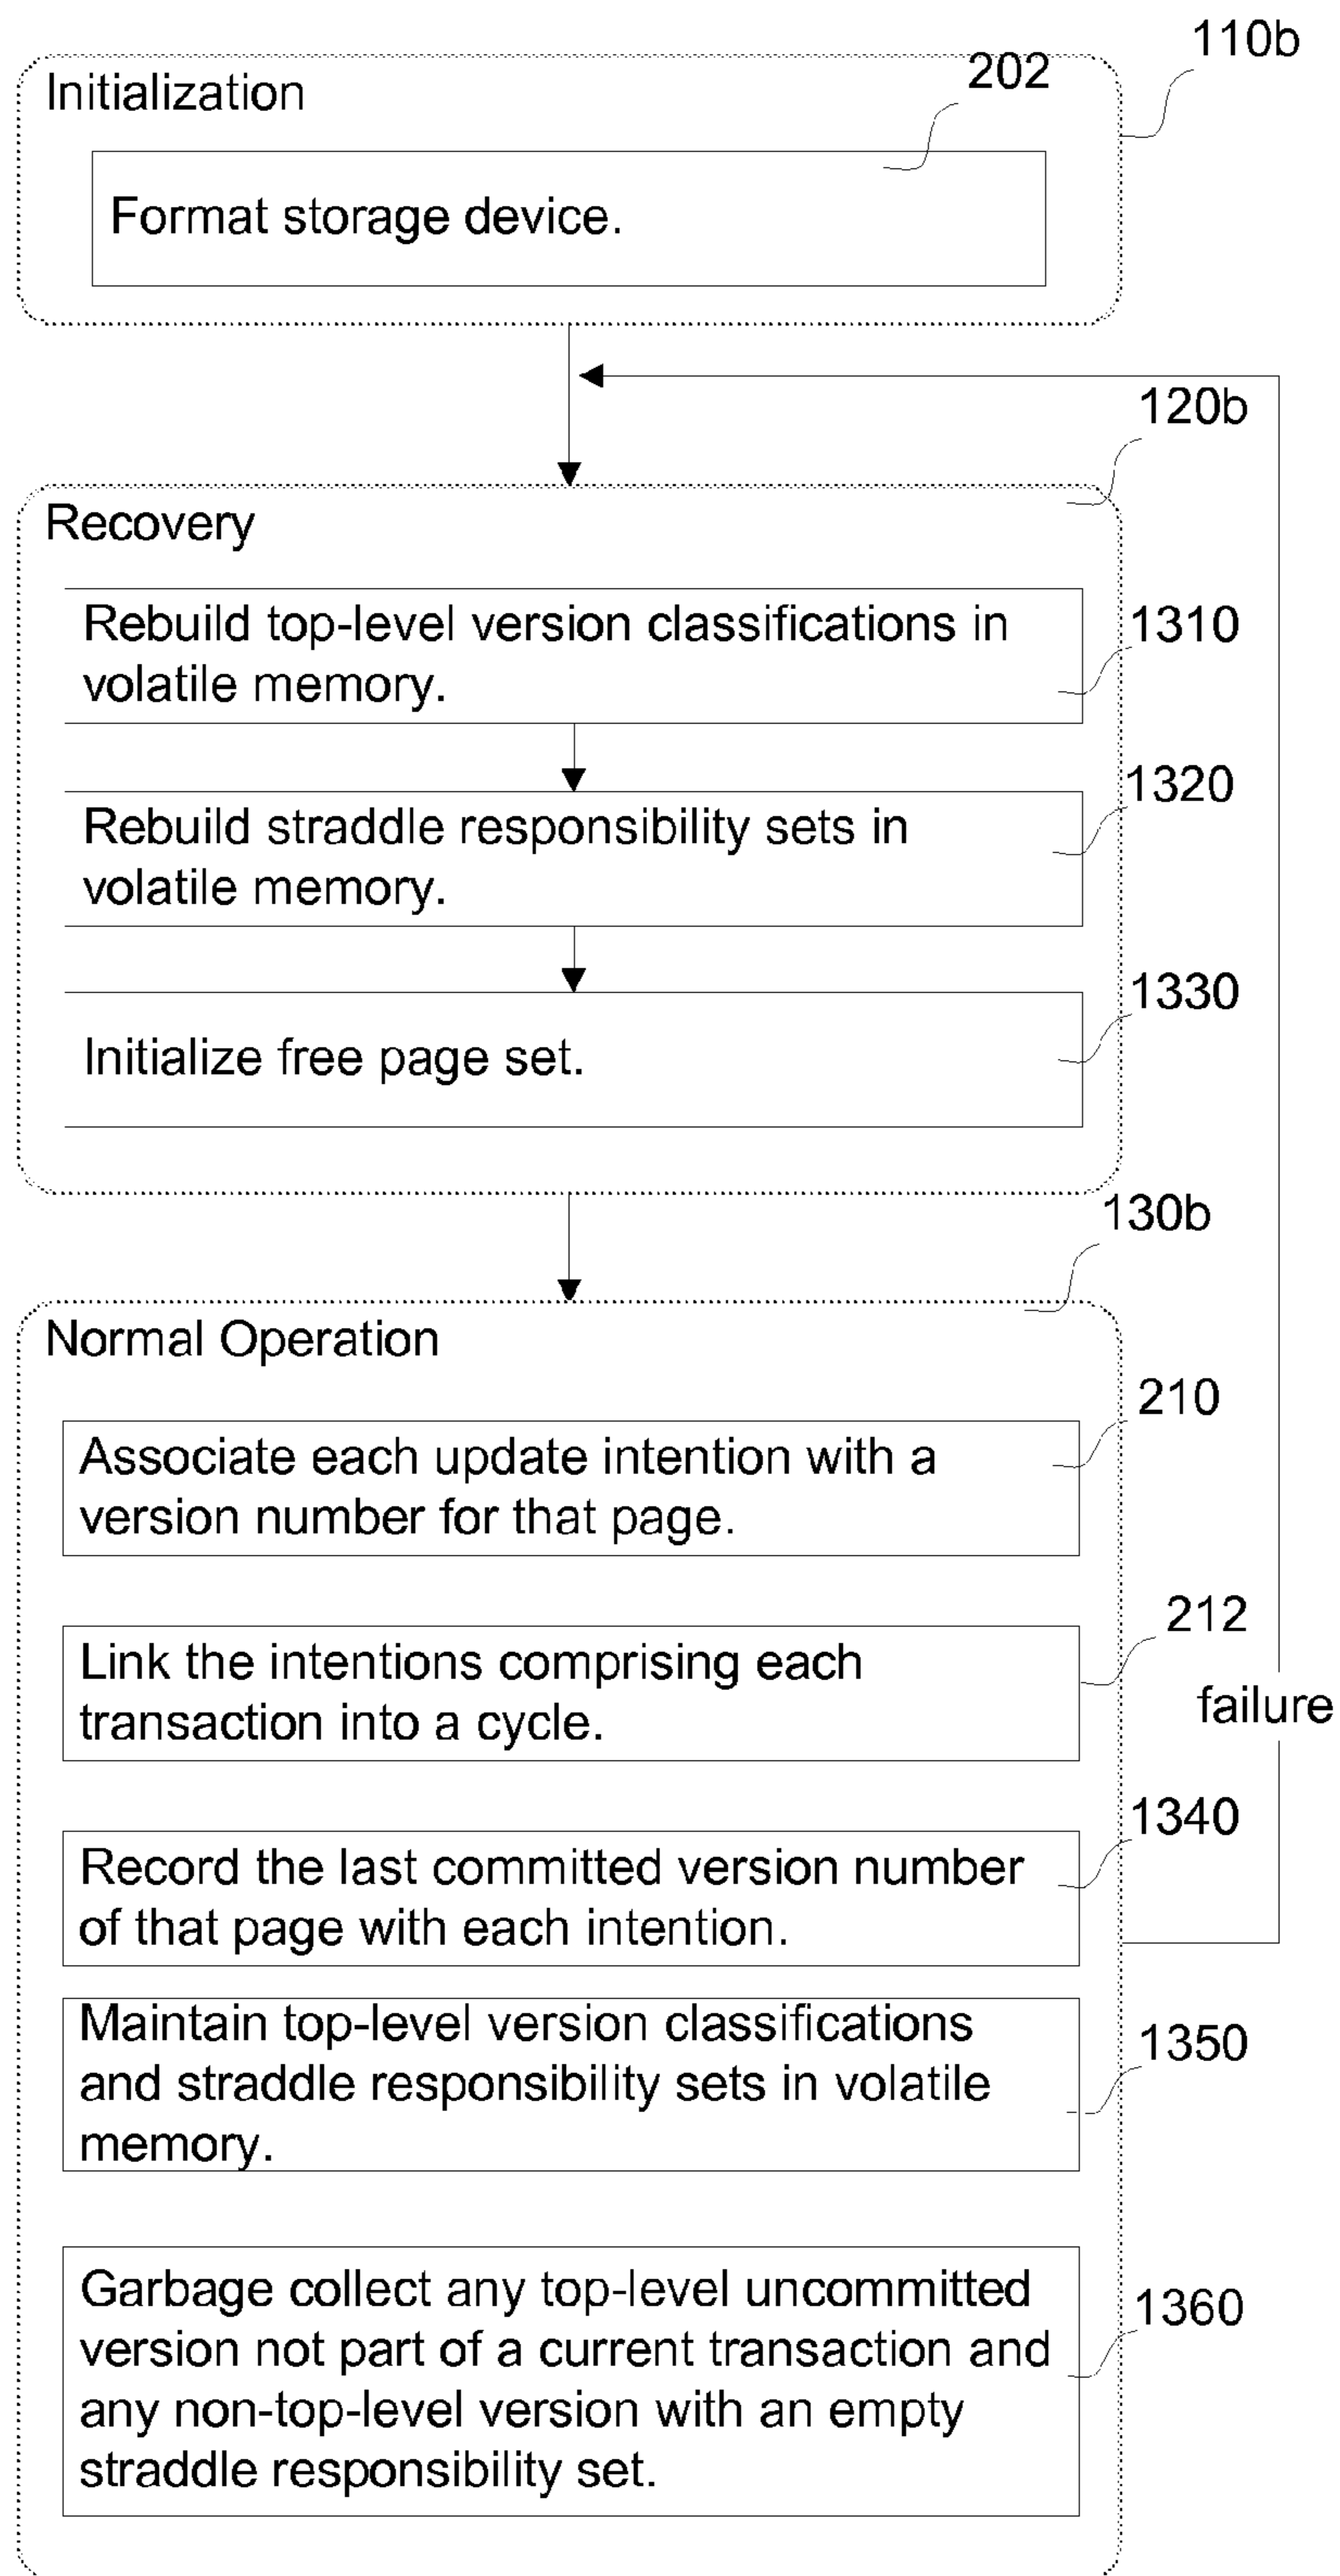 110b
202
Initialization
Format storage device.
120b
Recovery
Rebuild top-level version classifications in
volatile memory.
1310
Rebuild straddle responsibility sets in
volatile memory.
1320
Initialize free page set.
1330
130b
Normal Operation
Associate each update intention with a
version number for that page.
210
Link the intentions comprising each
transaction into a cycle.
212
failure
Record the last committed version number
of that page with each intention.
1340
Maintain top-level version classifications
and straddle responsibility sets in volatile
memory.
1350
Garbage collect any top-level uncommitted
version not part of a current transaction and
any non-top-level version with an empty
straddle responsibility set.
1360